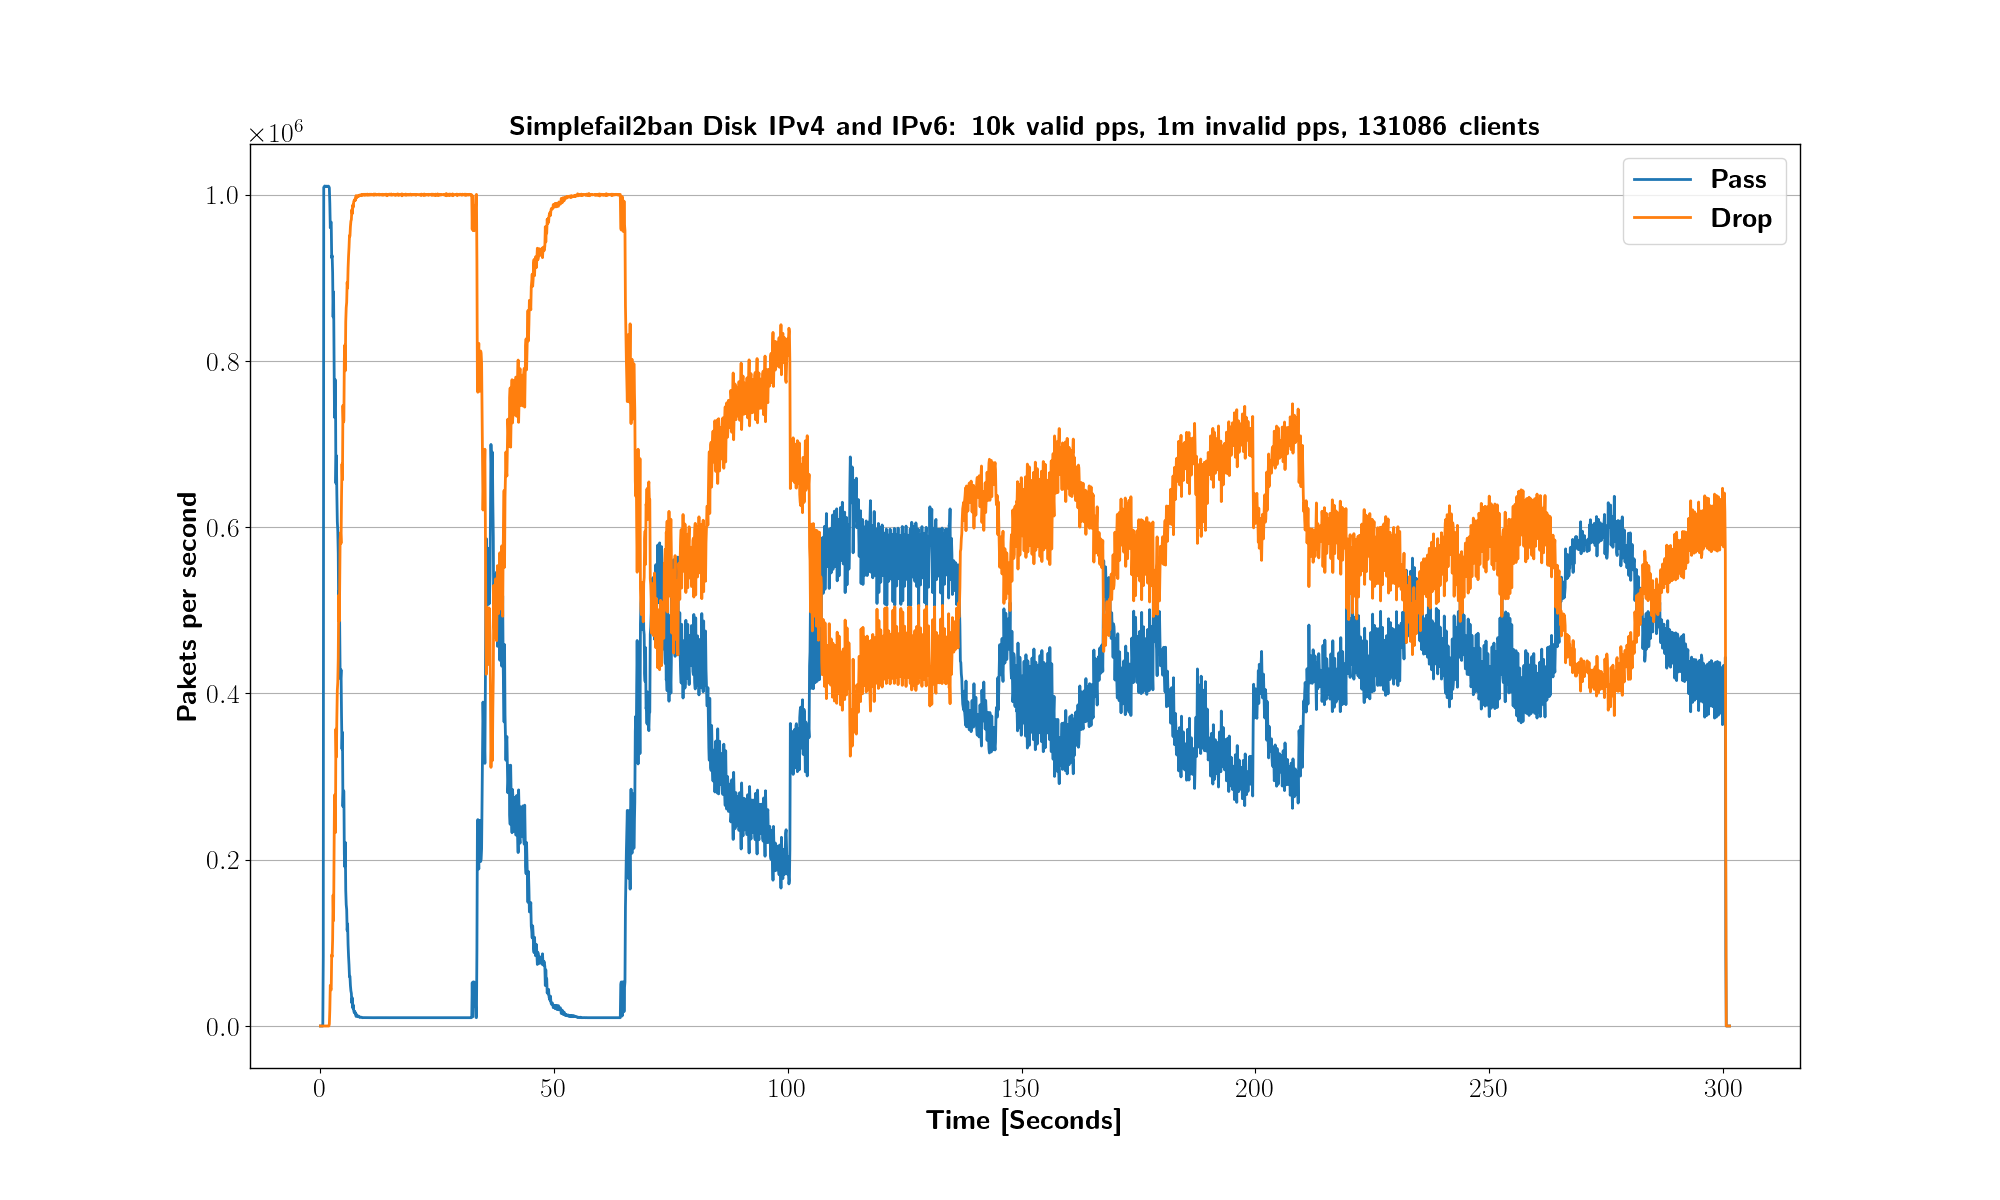 Simplefail2ban Disk IPv4 and IPv6: 10k valid pps, 1m invalid pps, 131086 clients
×10⁶
Pass
Drop
1.0
0.8
0.6
0.4
0.2
0.0
Pakets per second
0 50 100 150 200 250 300
Time [Seconds]